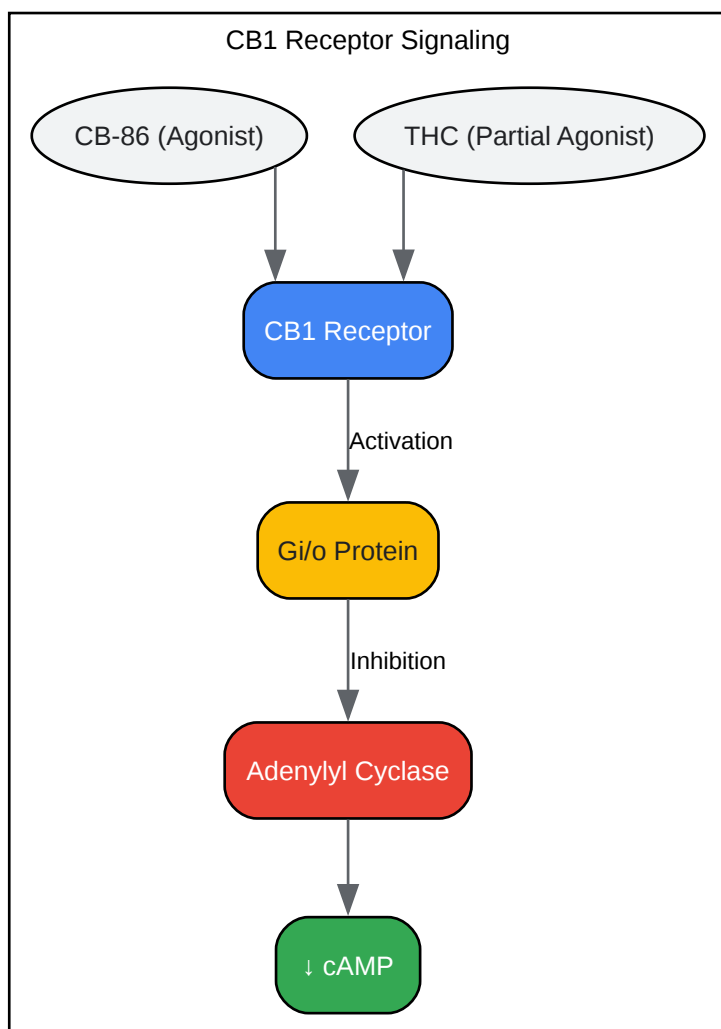 CB1 Receptor Signaling
CB-86 (Agonist)
THC (Partial Agonist)
CB1 Receptor
Activation
Gi/o Protein
Inhibition
Adenylyl Cyclase
↓ cAMP